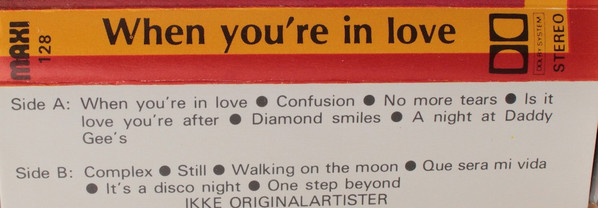 MAXI
128
When you're in love
DOLBY SYSTEM
STEREO
Side A: When you're in love ● Confusion ● No more tears ● Is it
love you're after ● Diamond smiles ● A night at Daddy
Gee's
Side B: Complex ● Still ● Walking on the moon ● Que sera mi vida
● It's a disco night ● One step beyond
IKKE ORIGINALARTISTER